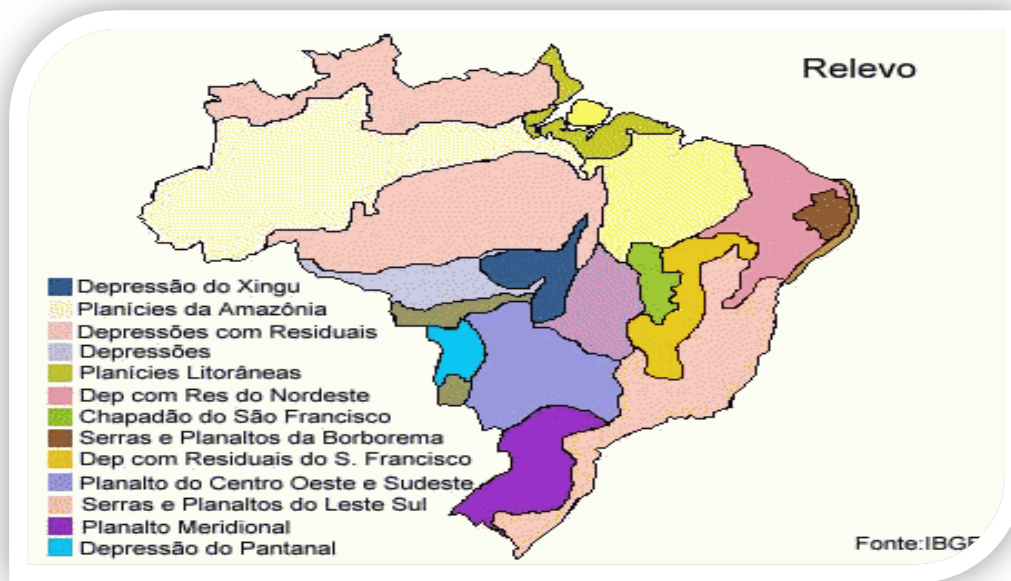 Relevo
Depressão do Xingu
Planícies da Amazônia
Depressões com Residuais
Depressões
Planícies Litorâneas
Dep com Res do Nordeste
Chapadão do São Francisco
Serras e Planaltos da Borborema
Dep com Residuais do S. Francisco
Planalto do Centro Oeste e Sudeste
Serras e Planaltos do Leste Sul
Planalto Meridional
Depressão do Pantanal
Fonte:IBGE